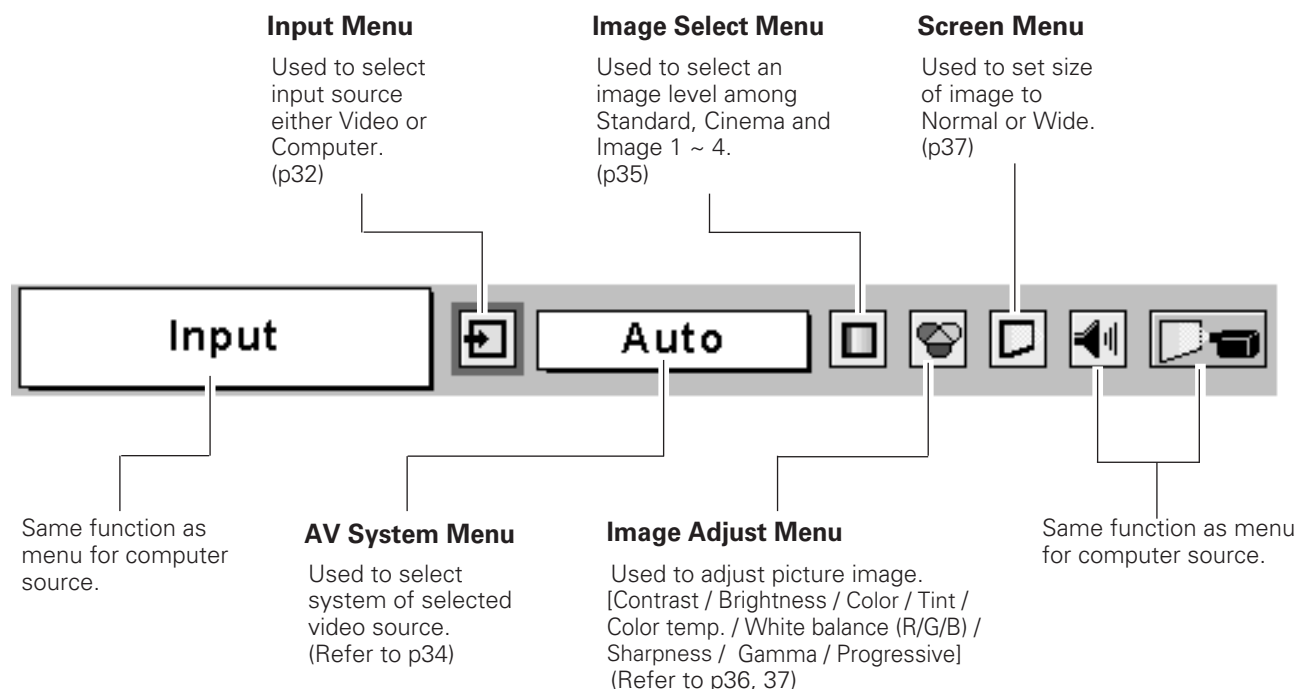 Input Menu
Used to select
input source
either Video or
Computer.
(p32)
Image Select Menu
Used to select an
image level among
Standard, Cinema and
Image 1 ~ 4.
(p35)
Screen Menu
Used to set size
of image to
Normal or Wide.
(p37)
Input
Auto
Same function as
menu for computer
source.
AV System Menu
Used to select
system of selected
video source.
(Refer to p34)
Image Adjust Menu
Used to adjust picture image.
[Contrast / Brightness / Color / Tint /
Color temp. / White balance (R/G/B) /
Sharpness / Gamma / Progressive]
(Refer to p36, 37)
Same function as menu
for computer source.